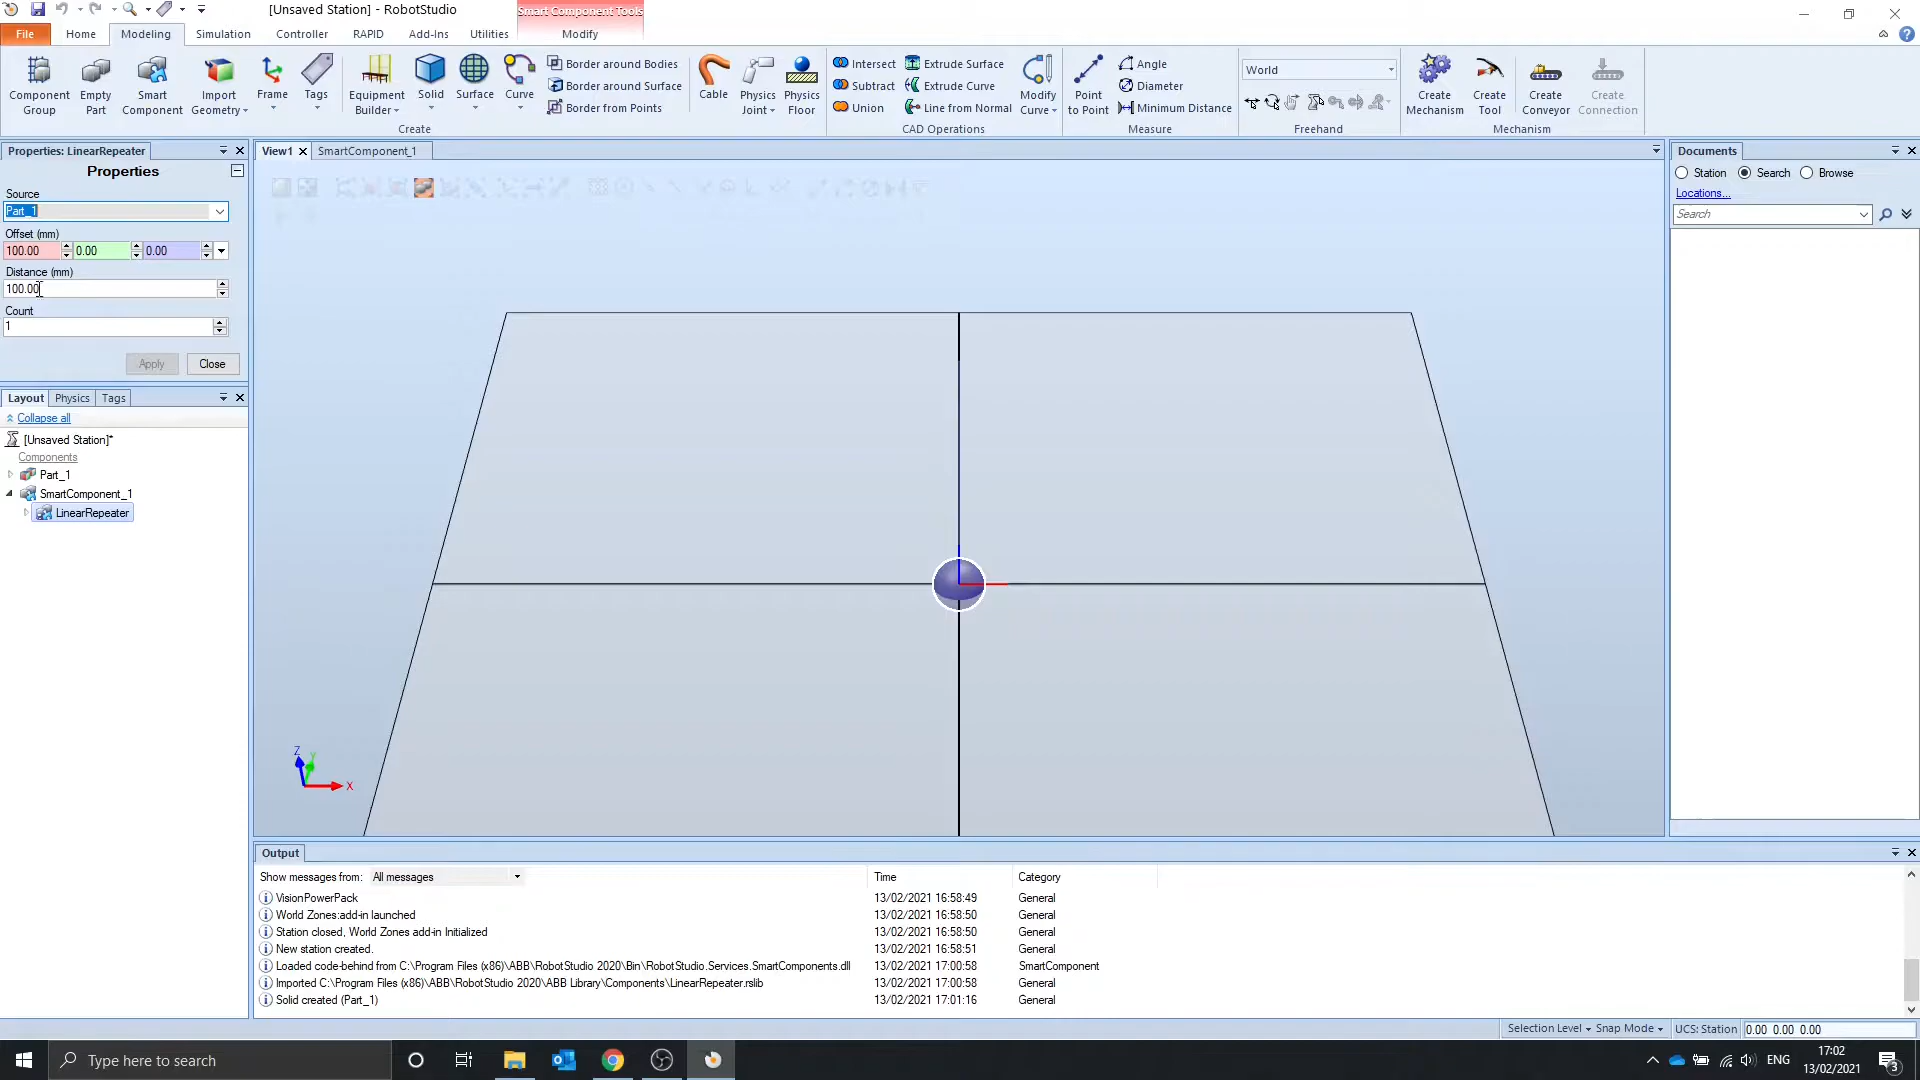 [Unsaved Station] - RobotStudio
Smart Component Tools
File Home Modeling Simulation Controller RAPID Add-Ins Utilities Modify
Component Group
Empty Part
Smart Component
Import Geometry
Frame
Tags
Equipment Builder
Solid
Surface
Curve
Border around Bodies
Border around Surface
Border from Points
Create
Cable
Physics Joint
Physics Floor
Intersect
Subtract
Union
Extrude Surface
Extrude Curve
Line from Normal
Modify Curve
CAD Operations
Point to Point
Angle
Diameter
Minimum Distance
Measure
World
Freehand
Create Mechanism
Create Tool
Create Conveyor
Create Connection
Mechanism
Properties: LinearRepeater
Properties
Source
Part_1
Offset (mm)
100.00 0.00 0.00
Distance (mm)
100.00
Count
1
Apply Close
Layout Physics Tags
Collapse all
[Unsaved Station]*
Components
Part_1
SmartComponent_1
LinearRepeater
View1 SmartComponent_1
Z Y X
Documents
Station Search Browse
Locations...
Search
Output
Show messages from: All messages Time Category
VisionPowerPack 13/02/2021 16:58:49 General
World Zones:add-in launched 13/02/2021 16:58:50 General
Station closed, World Zones add-in Initialized 13/02/2021 16:58:50 General
New station created. 13/02/2021 16:58:51 General
Loaded code-behind from C:\Program Files (x86)\ABB\RobotStudio 2020\Bin\RobotStudio.Services.SmartComponents.dll 13/02/2021 17:00:58 SmartComponent
Imported C:\Program Files (x86)\ABB\RobotStudio 2020\ABB Library\Components\LinearRepeater.rslib 13/02/2021 17:00:58 General
Solid created (Part_1) 13/02/2021 17:01:16 General
Selection Level Snap Mode UCS: Station 0.00 0.00 0.00
Type here to search
ENG
17:02
13/02/2021
3